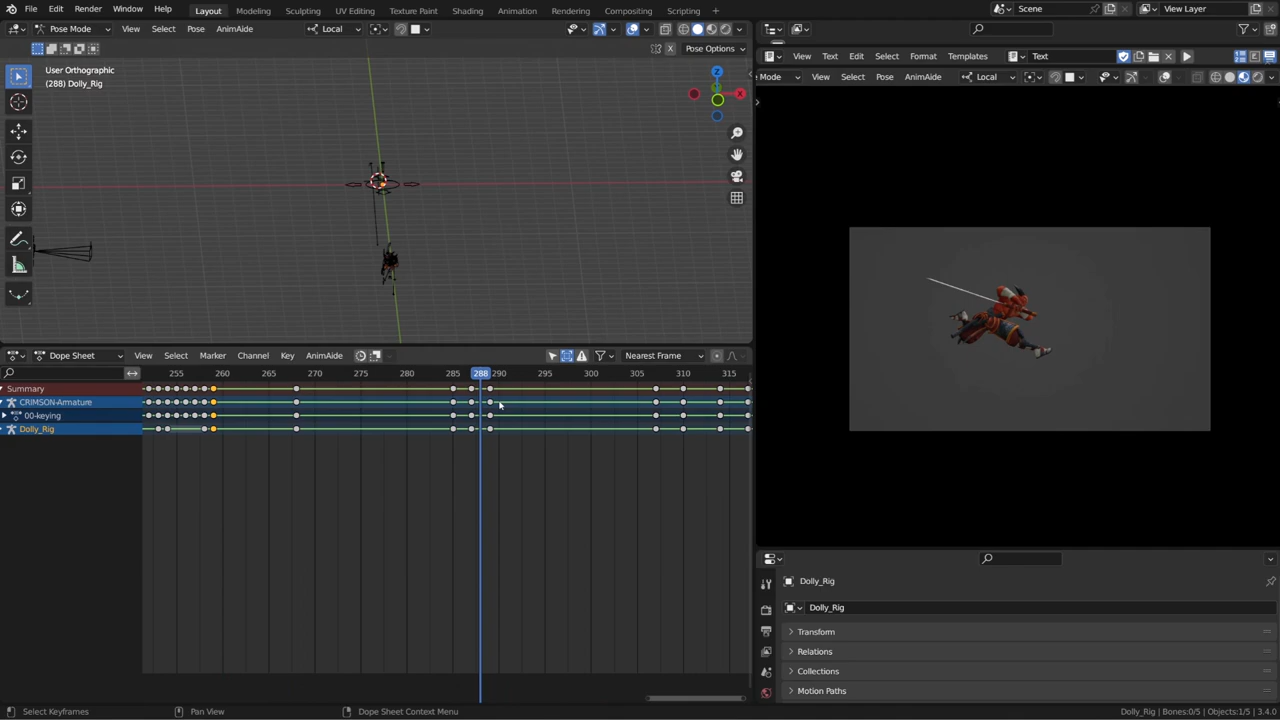 File Edit Render Window Help Layout Modeling Sculpting UV Editing Texture Paint Shading Animation Rendering Compositing Scripting + Scene View Layer
Pose Mode View Select Pose AnimAide Local
X Pose Options
User Orthographic
(288) Dolly_Rig
Z
X
View Text Edit Select Format Templates Text
Mode View Select Pose AnimAide Local
Dope Sheet View Select Marker Channel Key AnimAide Nearest Frame
255 260 265 270 275 280 285 288 290 295 300 305 310 315
Summary
CRIMSON-Armature
00-keying
Dolly_Rig
Dolly_Rig
Dolly_Rig
Transform
Relations
Collections
Motion Paths
Select Keyframes Pan View Dope Sheet Context Menu Dolly_Rig | Bones:0/5 | Objects:1/5 | 3.4.0